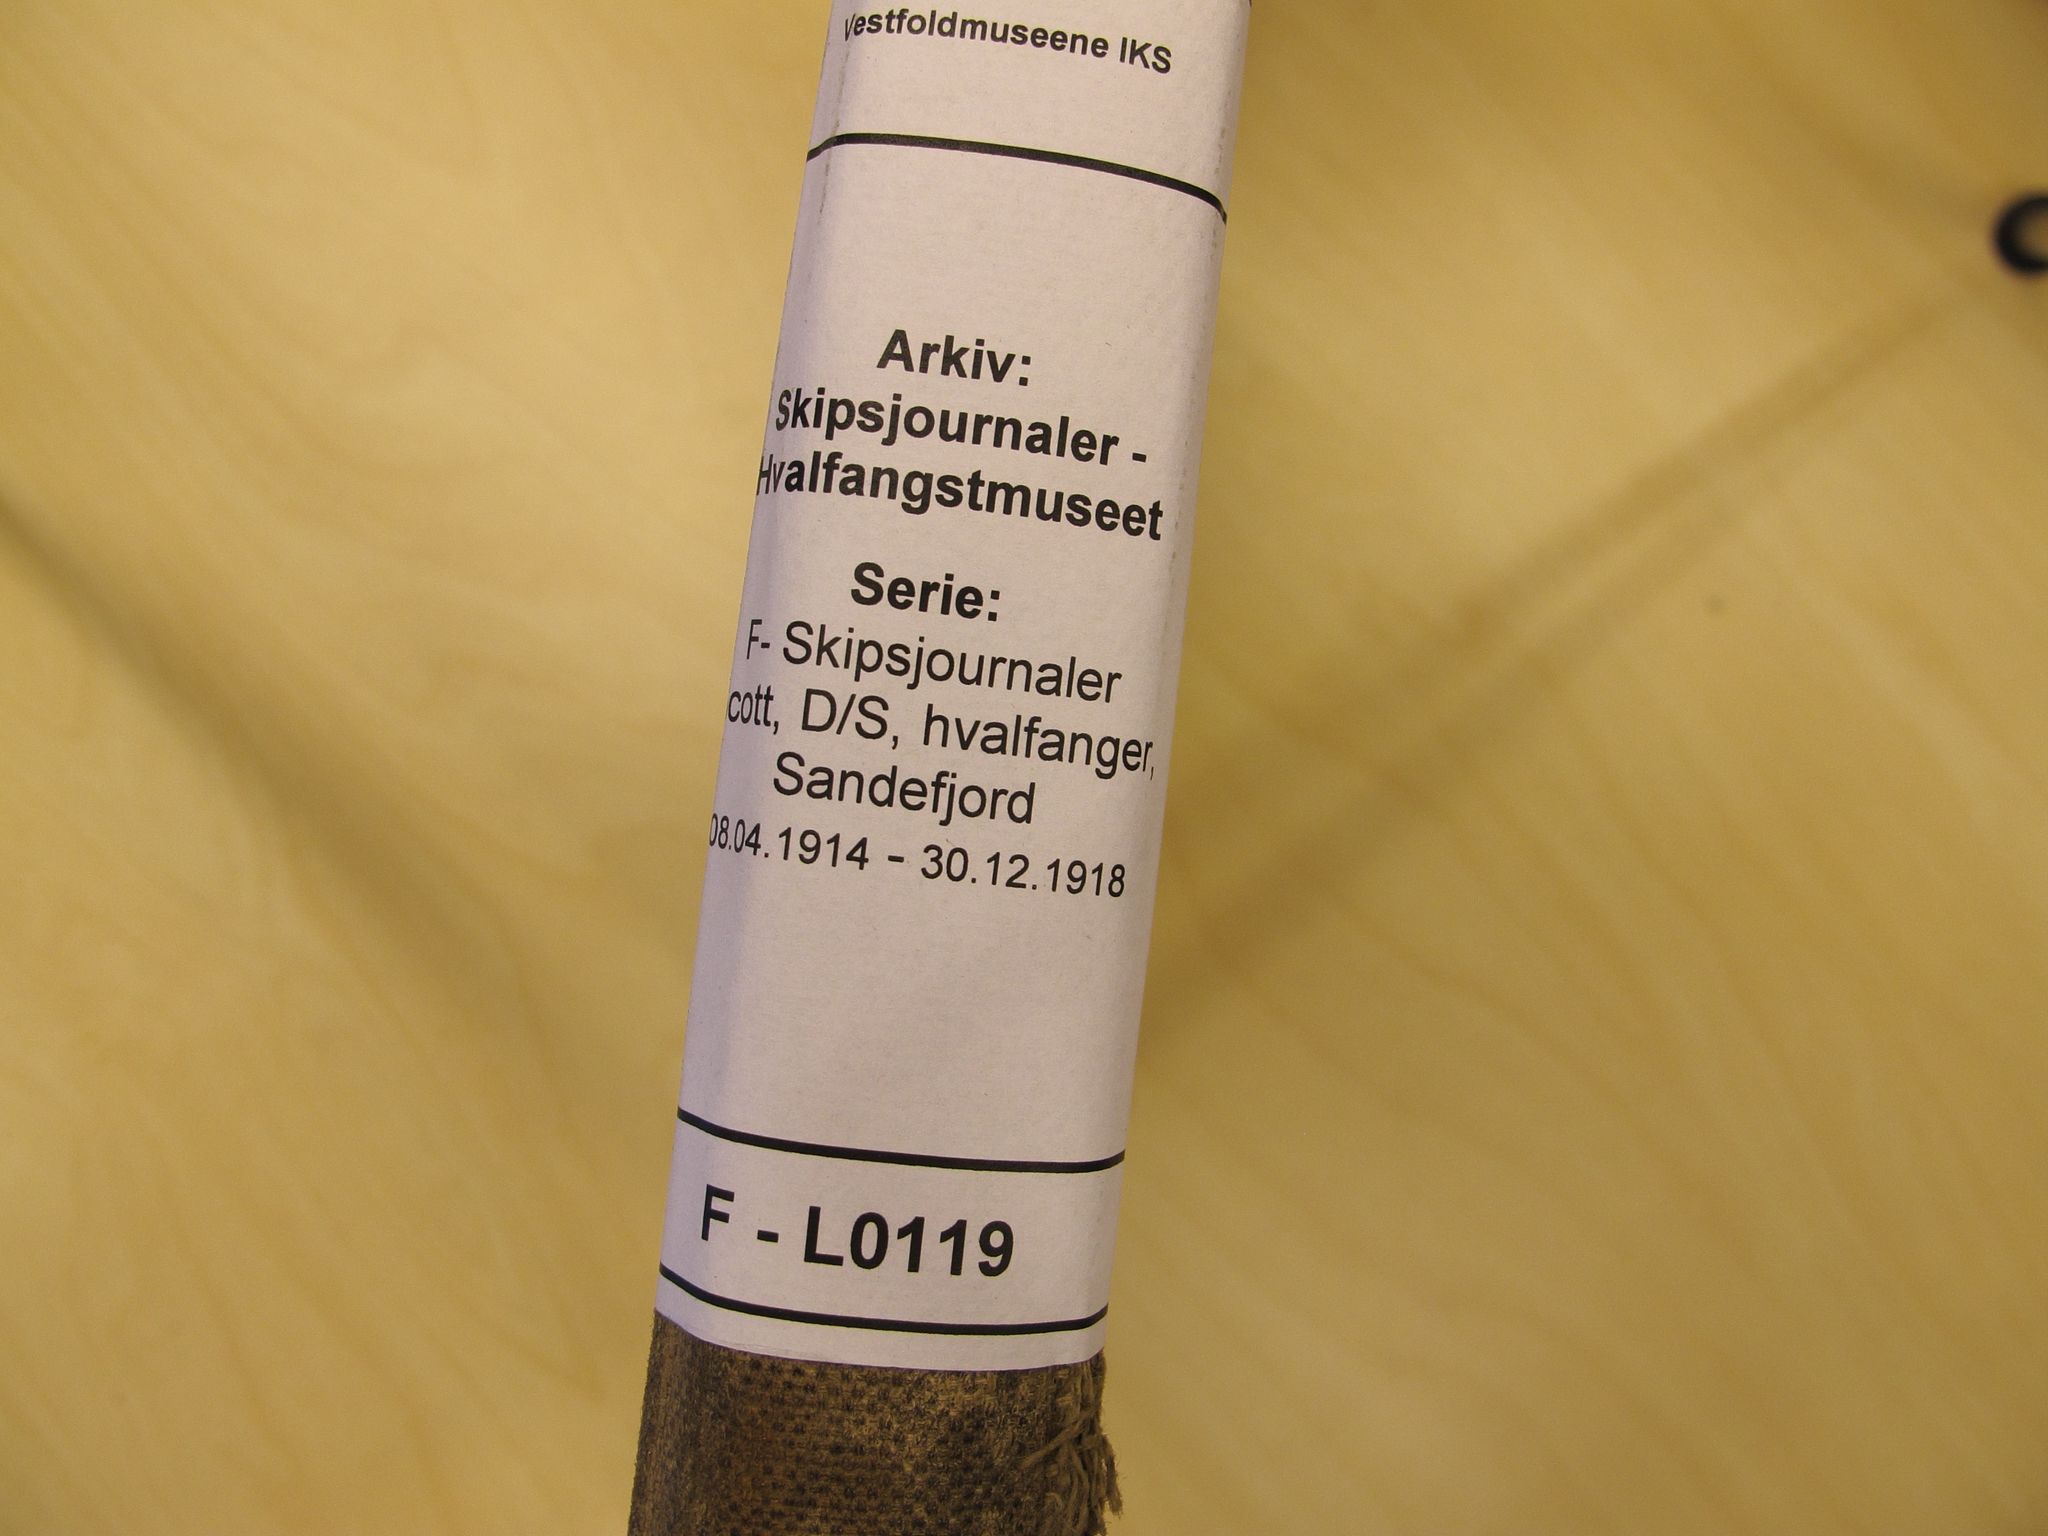 Vestfoldmuseene IKS
Arkiv:
Skipsjournaler -
Hvalfangstmuseet
Serie:
F- Skipsjournaler
cott, D/S, hvalfanger,
Sandefjord
08.04.1914 - 30.12.1918
F - L0119